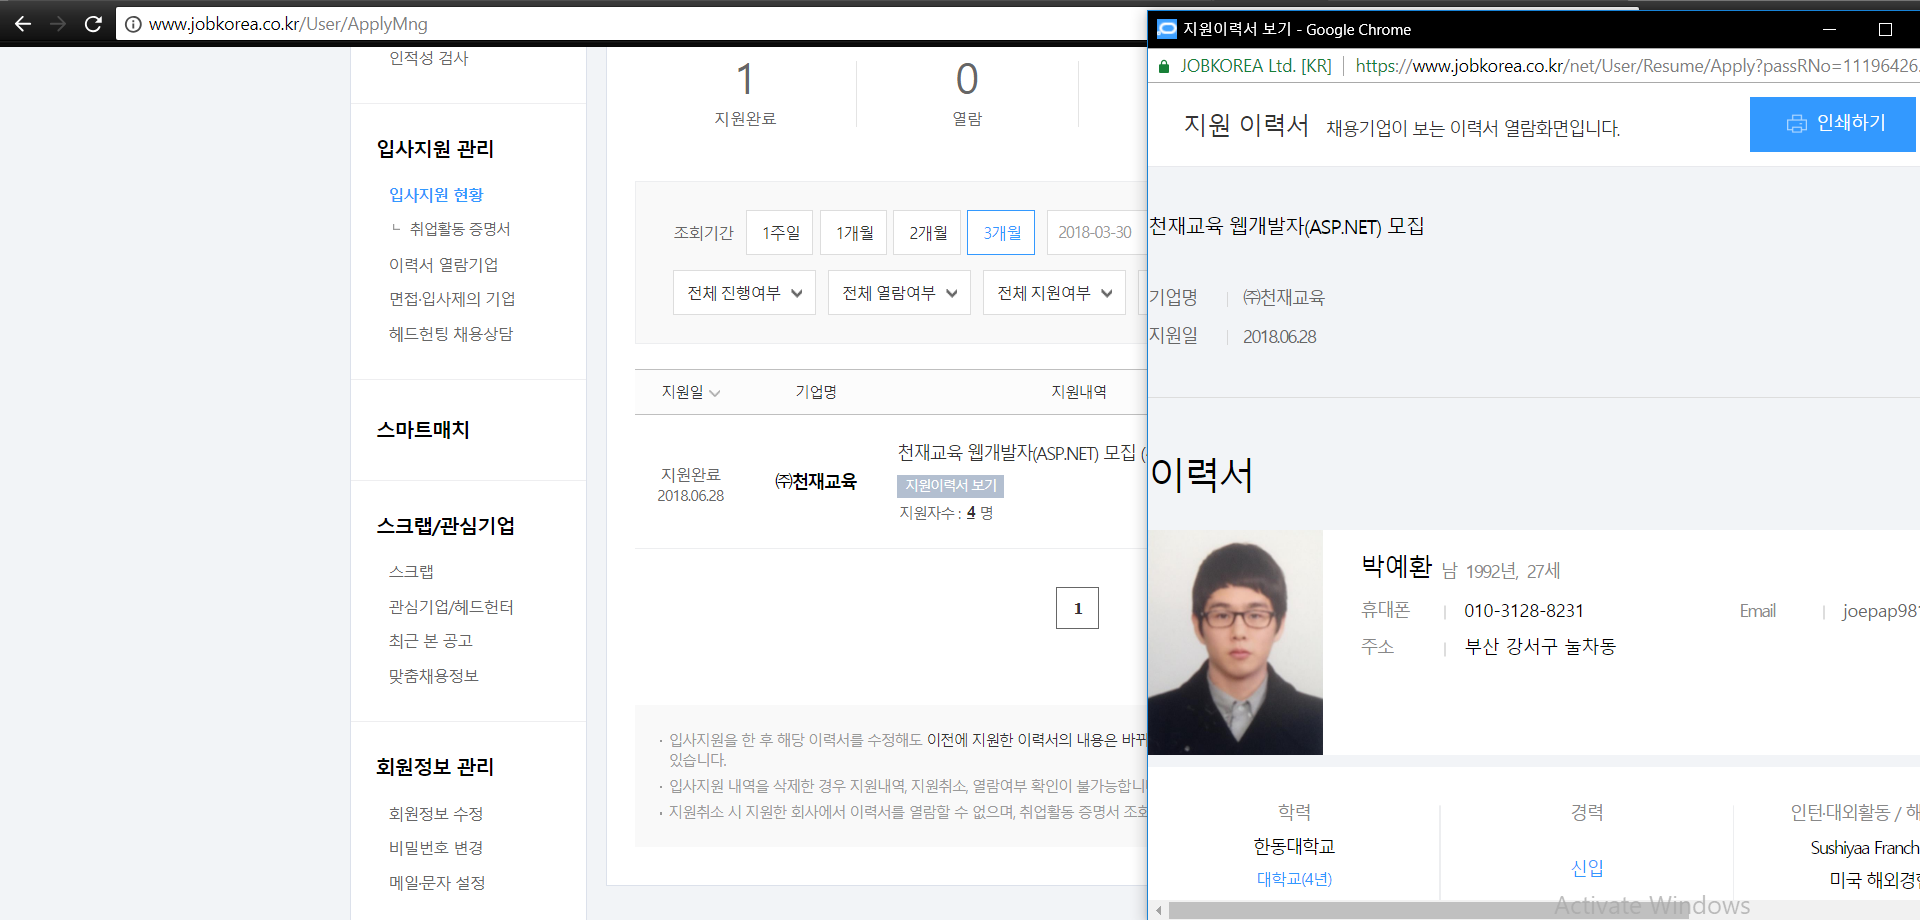 www.jobkorea.co.kr/User/ApplyMng
인적성 검사
입사지원 관리
입사지원 현황
취업활동 증명서
이력서 열람기업
면접·입사제의 기업
헤드헌팅 채용상담
스마트매치
스크랩/관심기업
스크랩
관심기업/헤드헌터
최근 본 공고
맞춤채용정보
회원정보 관리
회원정보 수정
비밀번호 변경
메일·문자 설정
1 0
지원완료 열람
조회기간 1주일 1개월 2개월 3개월 2018-03-30
전체 진행여부 전체 열람여부 전체 지원여부
지원일 기업명 지원내역
지원완료
2018.06.28
㈜천재교육
천재교육 웹개발자(ASP.NET) 모집
지원이력서 보기
지원자수 : 4 명
1
· 입사지원을 한 후 해당 이력서를 수정해도 이전에 지원한 이력서의 내용은 바뀌
있습니다.
· 입사지원 내역을 삭제한 경우 지원내역, 지원취소, 열람여부 확인이 불가능합니
· 지원취소 시 지원한 회사에서 이력서를 열람할 수 없으며, 취업활동 증명서 조회
지원이력서 보기 - Google Chrome
JOBKOREA Ltd. [KR] https://www.jobkorea.co.kr/net/User/Resume/Apply?passRNo=11196426
지원 이력서 채용기업이 보는 이력서 열람화면입니다. 인쇄하기
천재교육 웹개발자(ASP.NET) 모집
기업명 | ㈜천재교육
지원일 | 2018.06.28
이력서
박예환 남 1992년, 27세
휴대폰 | 010-3128-8231 Email | joepap98
주소 | 부산 강서구 눌차동
학력 경력 인턴·대외활동 / 해
한동대학교 Sushiyaa Franch
대학교(4년) 신입 미국 해외경험
Activate Windows